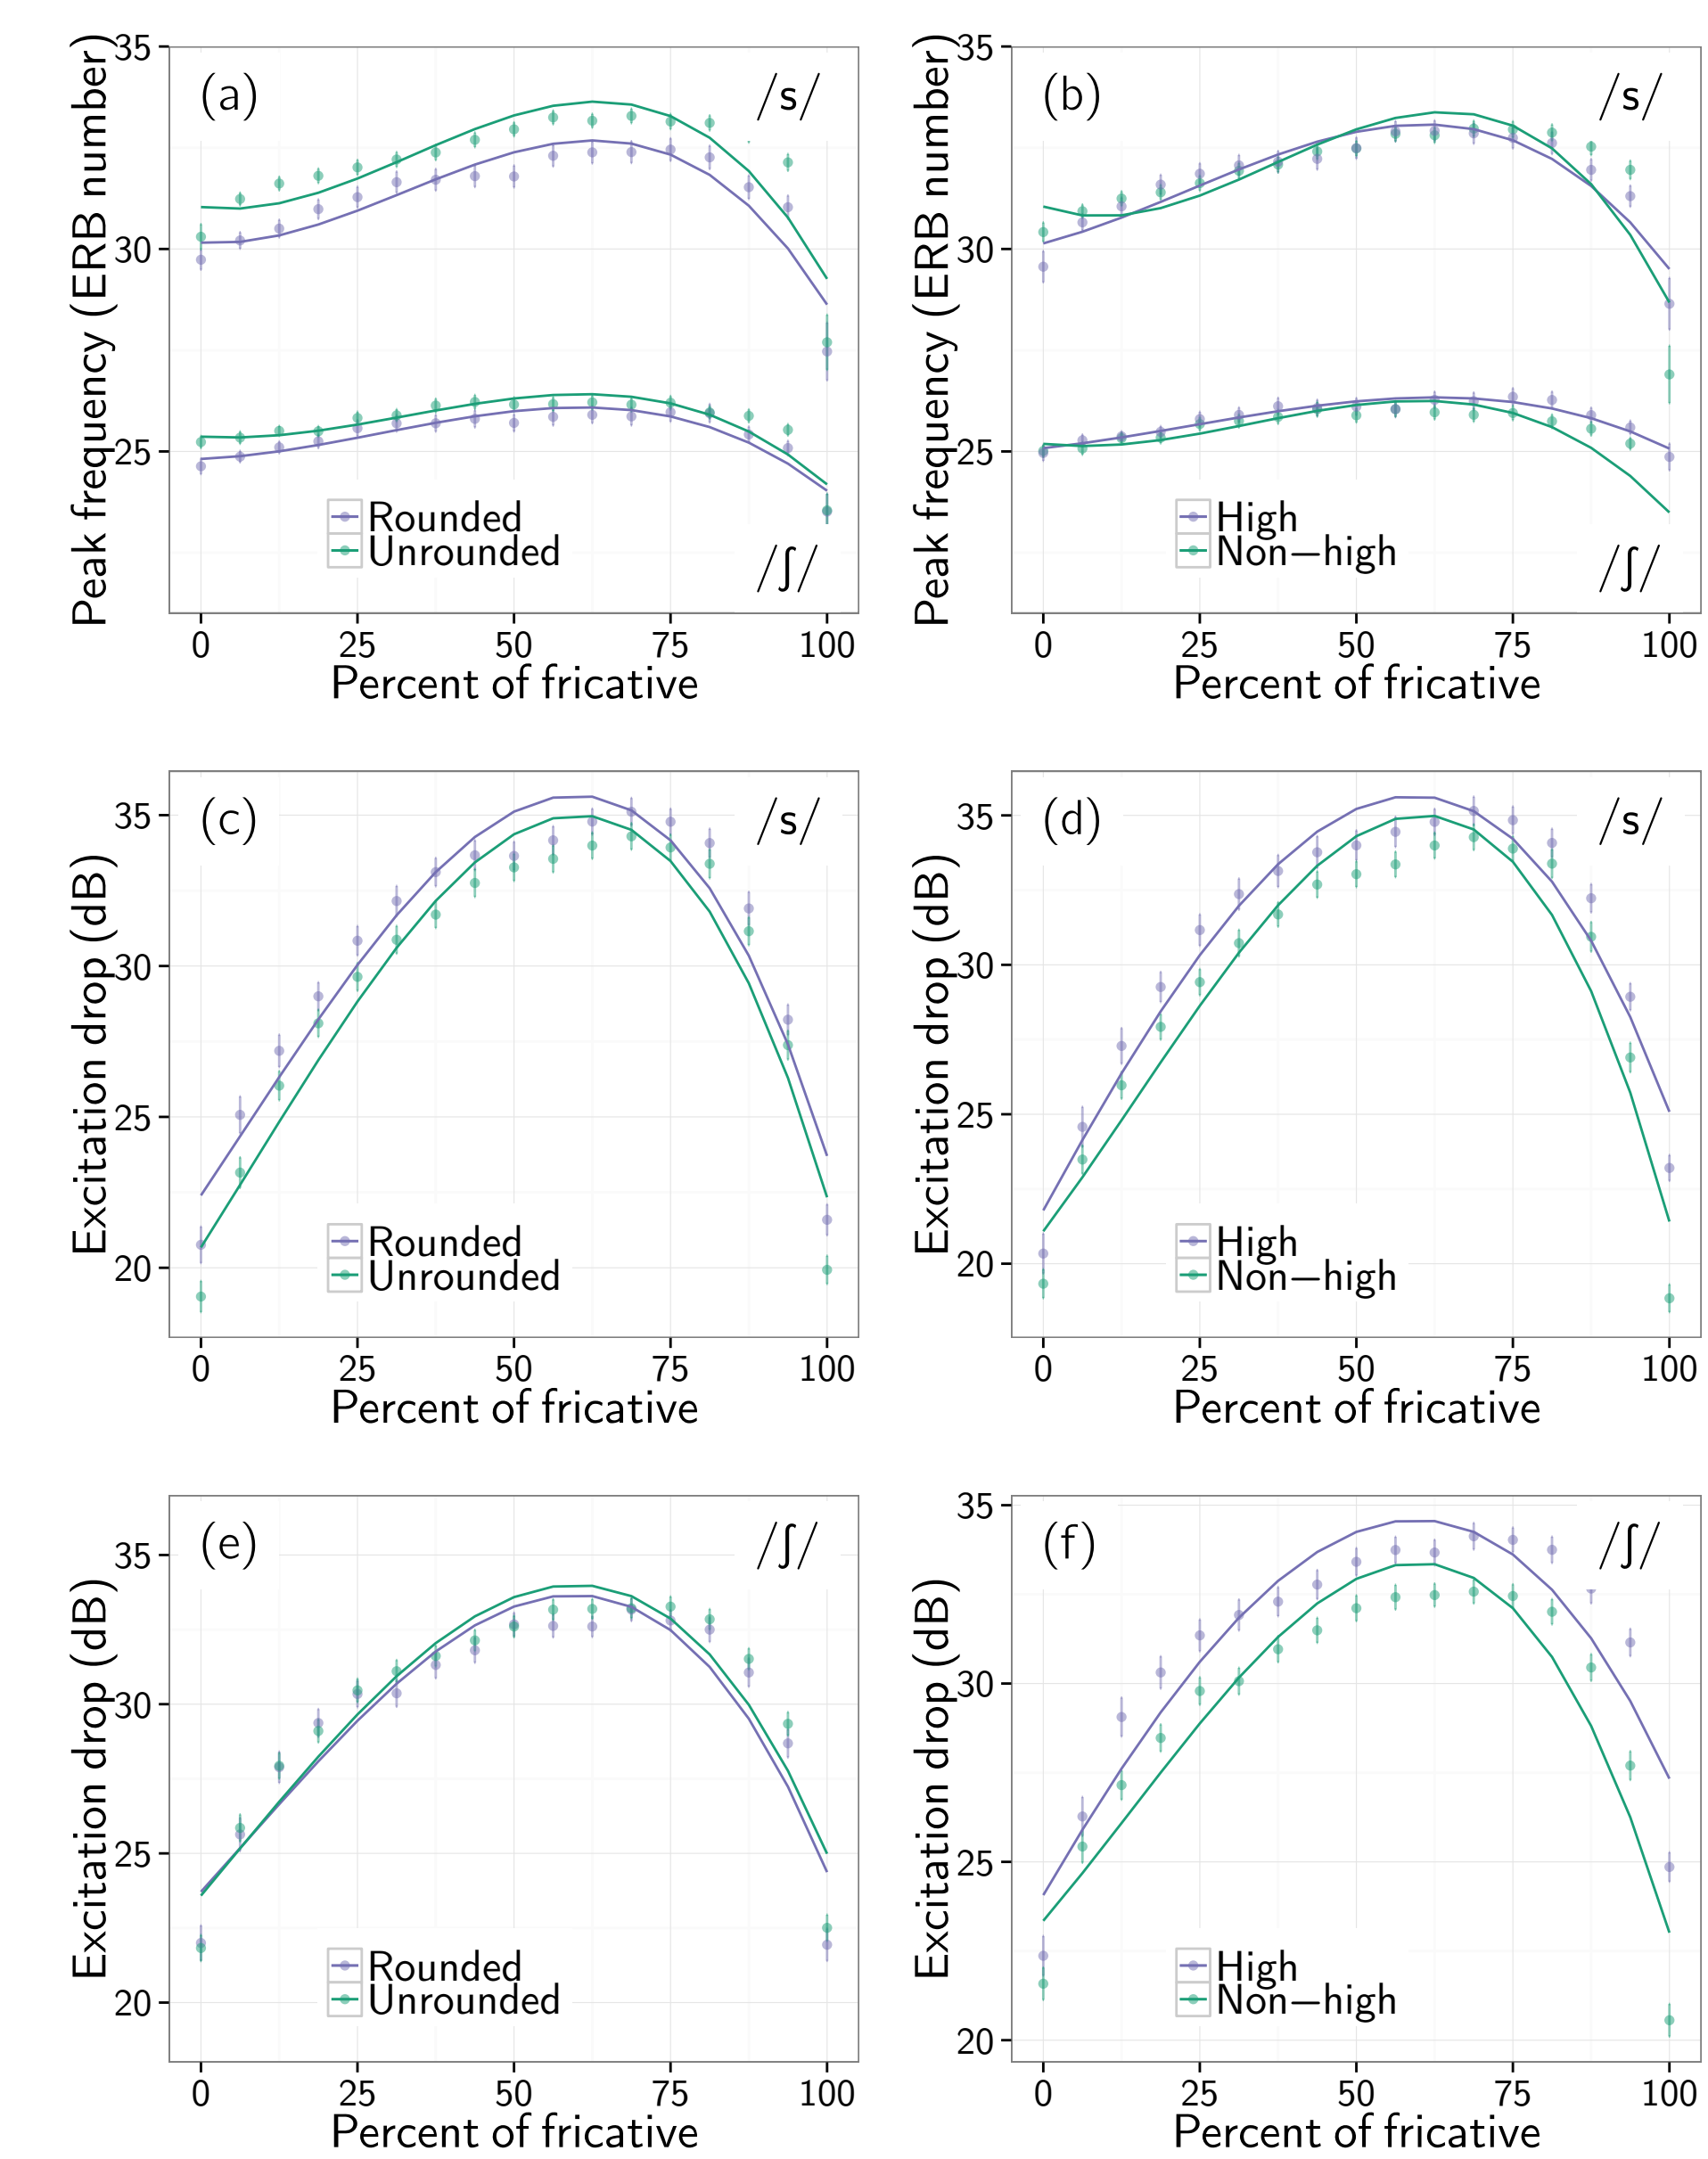 (a)
/s/
Peak frequency (ERB number)
35
30
25
Rounded
Unrounded
/ʃ/
0 25 50 75 100
Percent of fricative
(b)
/s/
Peak frequency (ERB number)
35
30
25
High
Non−high
/ʃ/
0 25 50 75 100
Percent of fricative
(c)
/s/
Excitation drop (dB)
35
30
25
20
Rounded
Unrounded
0 25 50 75 100
Percent of fricative
(d)
/s/
Excitation drop (dB)
35
30
25
20
High
Non−high
0 25 50 75 100
Percent of fricative
(e)
/ʃ/
Excitation drop (dB)
35
30
25
20
Rounded
Unrounded
0 25 50 75 100
Percent of fricative
(f)
/ʃ/
Excitation drop (dB)
35
30
25
20
High
Non−high
0 25 50 75 100
Percent of fricative